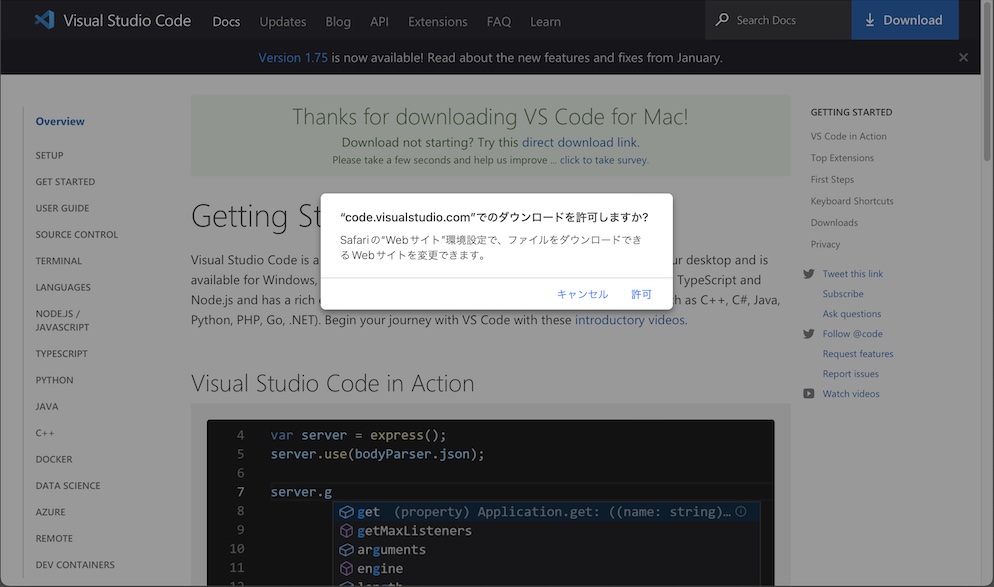 Visual Studio Code Docs Updates Blog API Extensions FAQ Learn Search Docs Download
Version 1.75 is now available! Read about the new features and fixes from January.
Overview
SETUP
GET STARTED
USER GUIDE
SOURCE CONTROL
TERMINAL
LANGUAGES
NODE.JS /
JAVASCRIPT
TYPESCRIPT
PYTHON
JAVA
C++
DOCKER
DATA SCIENCE
AZURE
REMOTE
DEV CONTAINERS
Thanks for downloading VS Code for Mac!
Download not starting? Try this direct download link.
Please take a few seconds and help us improve ... click to take survey.
Getting St
"code.visualstudio.com"でのダウンロードを許可しますか?
Safariの"Webサイト"環境設定で、ファイルをダウンロードでき
るWebサイトを変更できます。
キャンセル 許可
Visual Studio Code is a ur desktop and is
available for Windows, TypeScript and
Node.js and has a rich h as C++, C#, Java,
Python, PHP, Go, .NET). Begin your journey with VS Code with these introductory videos.
Visual Studio Code in Action
4 var server = express();
5 server.use(bodyParser.json);
6
7 server.g
8 get (property) Application.get: ((name: string)…
9 getMaxListeners
10 arguments
11 engine
GETTING STARTED
VS Code in Action
Top Extensions
First Steps
Keyboard Shortcuts
Downloads
Privacy
Tweet this link
Subscribe
Ask questions
Follow @code
Request features
Report issues
Watch videos